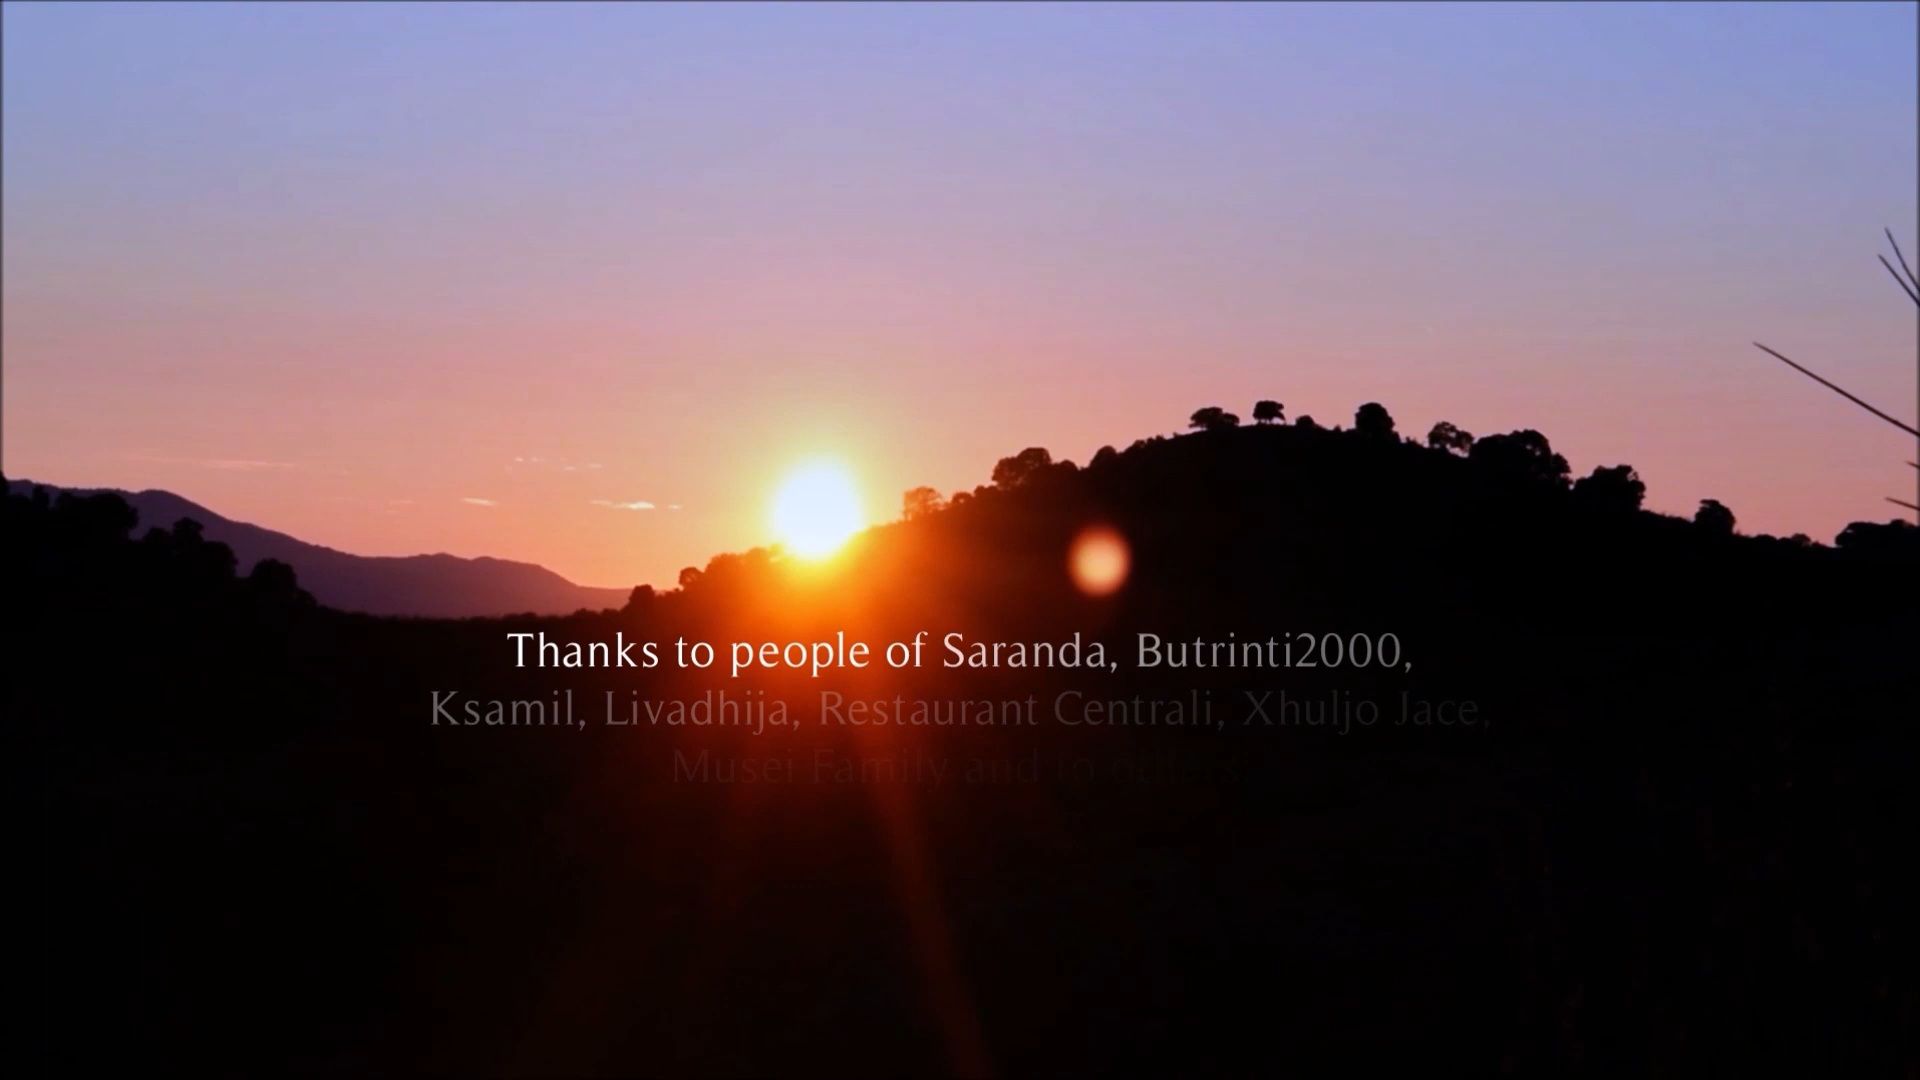 Thanks to people of Saranda, Butrinti2000,
Ksamil, Livadhija, Restaurant Centrali, Xhuljo Jace,
Musei Family and to others